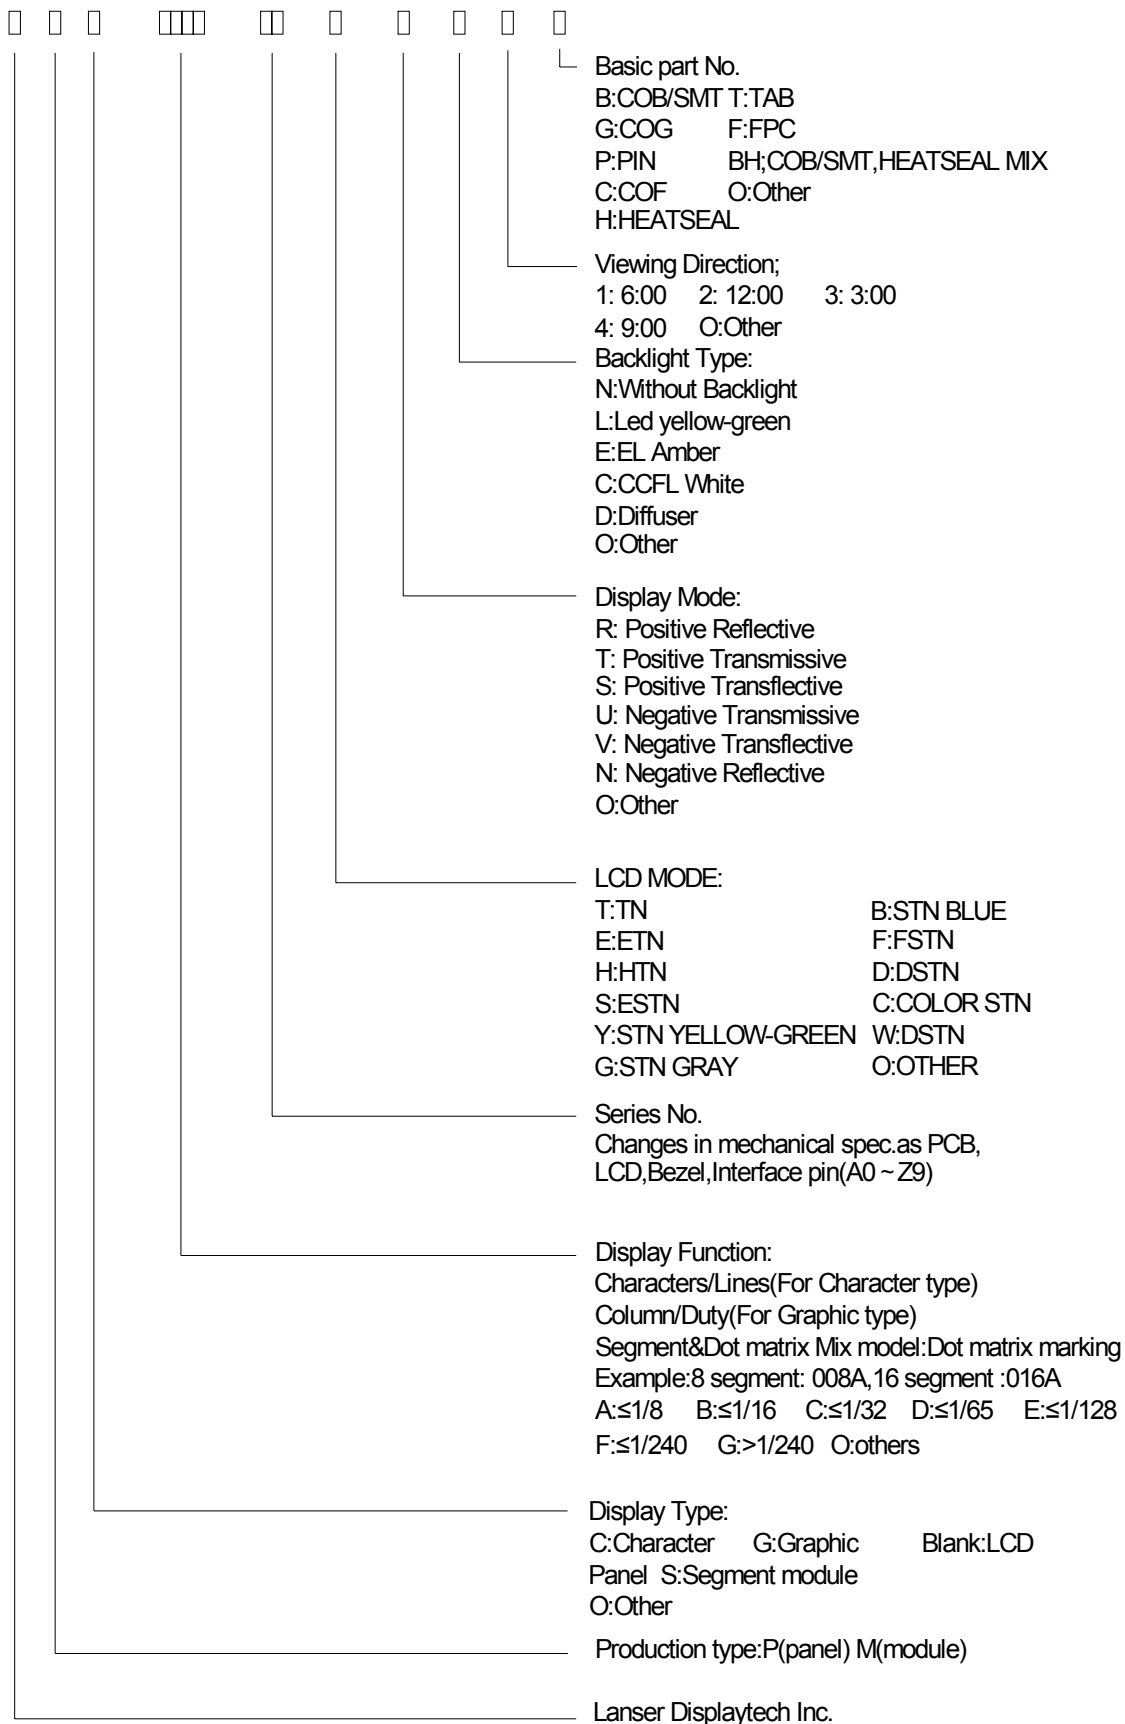 Basic part No.
B:COB/SMT T:TAB
G:COG F:FPC
P:PIN BH;COB/SMT,HEATSEAL MIX
C:COF O:Other
H:HEATSEAL
Viewing Direction;
1: 6:00 2: 12:00 3: 3:00
4: 9:00 O:Other
Backlight Type:
N:Without Backlight
L:Led yellow-green
E:EL Amber
C:CCFL White
D:Diffuser
O:Other
Display Mode:
R: Positive Reflective
T: Positive Transmissive
S: Positive Transflective
U: Negative Transmissive
V: Negative Transflective
N: Negative Reflective
O:Other
LCD MODE:
T:TN B:STN BLUE
E:ETN F:FSTN
H:HTN D:DSTN
S:ESTN C:COLOR STN
Y:STN YELLOW-GREEN W:DSTN
G:STN GRAY O:OTHER
Series No.
Changes in mechanical spec.as PCB,
LCD,Bezel,Interface pin(A0 ~ Z9)
Display Function:
Characters/Lines(For Character type)
Column/Duty(For Graphic type)
Segment&Dot matrix Mix model:Dot matrix marking
Example:8 segment: 008A,16 segment :016A
A:≤1/8 B:≤1/16 C:≤1/32 D:≤1/65 E:≤1/128
F:≤1/240 G:>1/240 O:others
Display Type:
C:Character G:Graphic Blank:LCD
Panel S:Segment module
O:Other
Production type:P(panel) M(module)
Lanser Displaytech Inc.